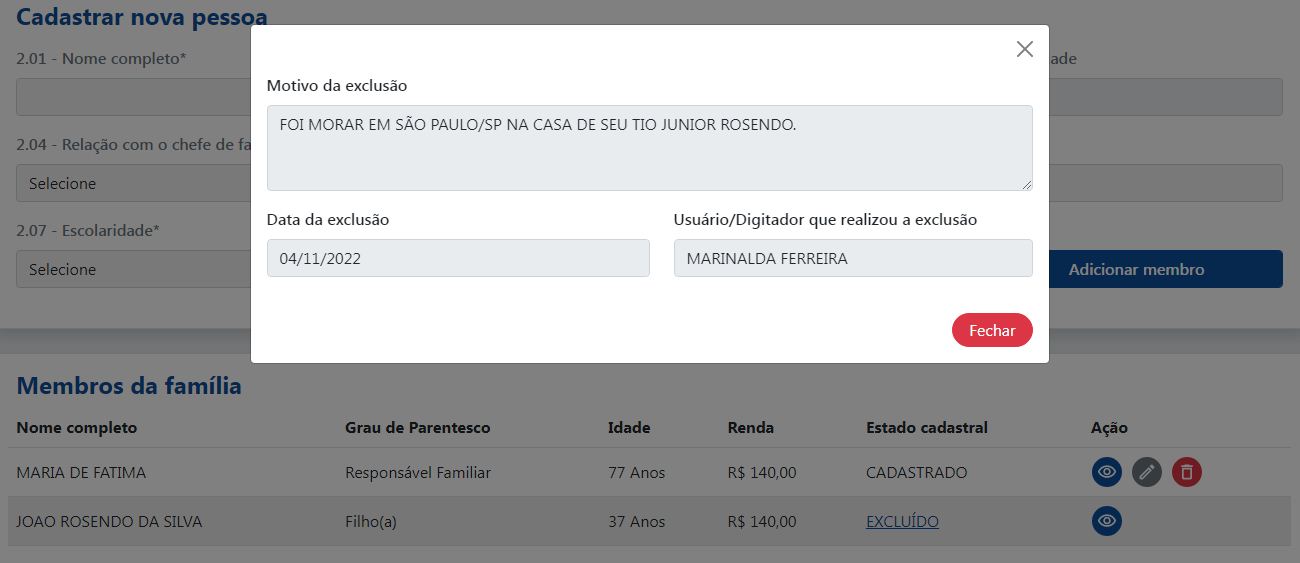 Cadastrar nova pessoa
2.01 - Nome completo*
ade
2.04 - Relação com o chefe de fa
Selecione
2.07 - Escolaridade*
Selecione
Adicionar membro
Motivo da exclusão
FOI MORAR EM SÃO PAULO/SP NA CASA DE SEU TIO JUNIOR ROSENDO.
Data da exclusão
Usuário/Digitador que realizou a exclusão
04/11/2022
MARINALDA FERREIRA
Fechar
Membros da família
Nome completo Grau de Parentesco Idade Renda Estado cadastral Ação
MARIA DE FATIMA Responsável Familiar 77 Anos R$ 140,00 CADASTRADO
JOAO ROSENDO DA SILVA Filho(a) 37 Anos R$ 140,00 EXCLUÍDO